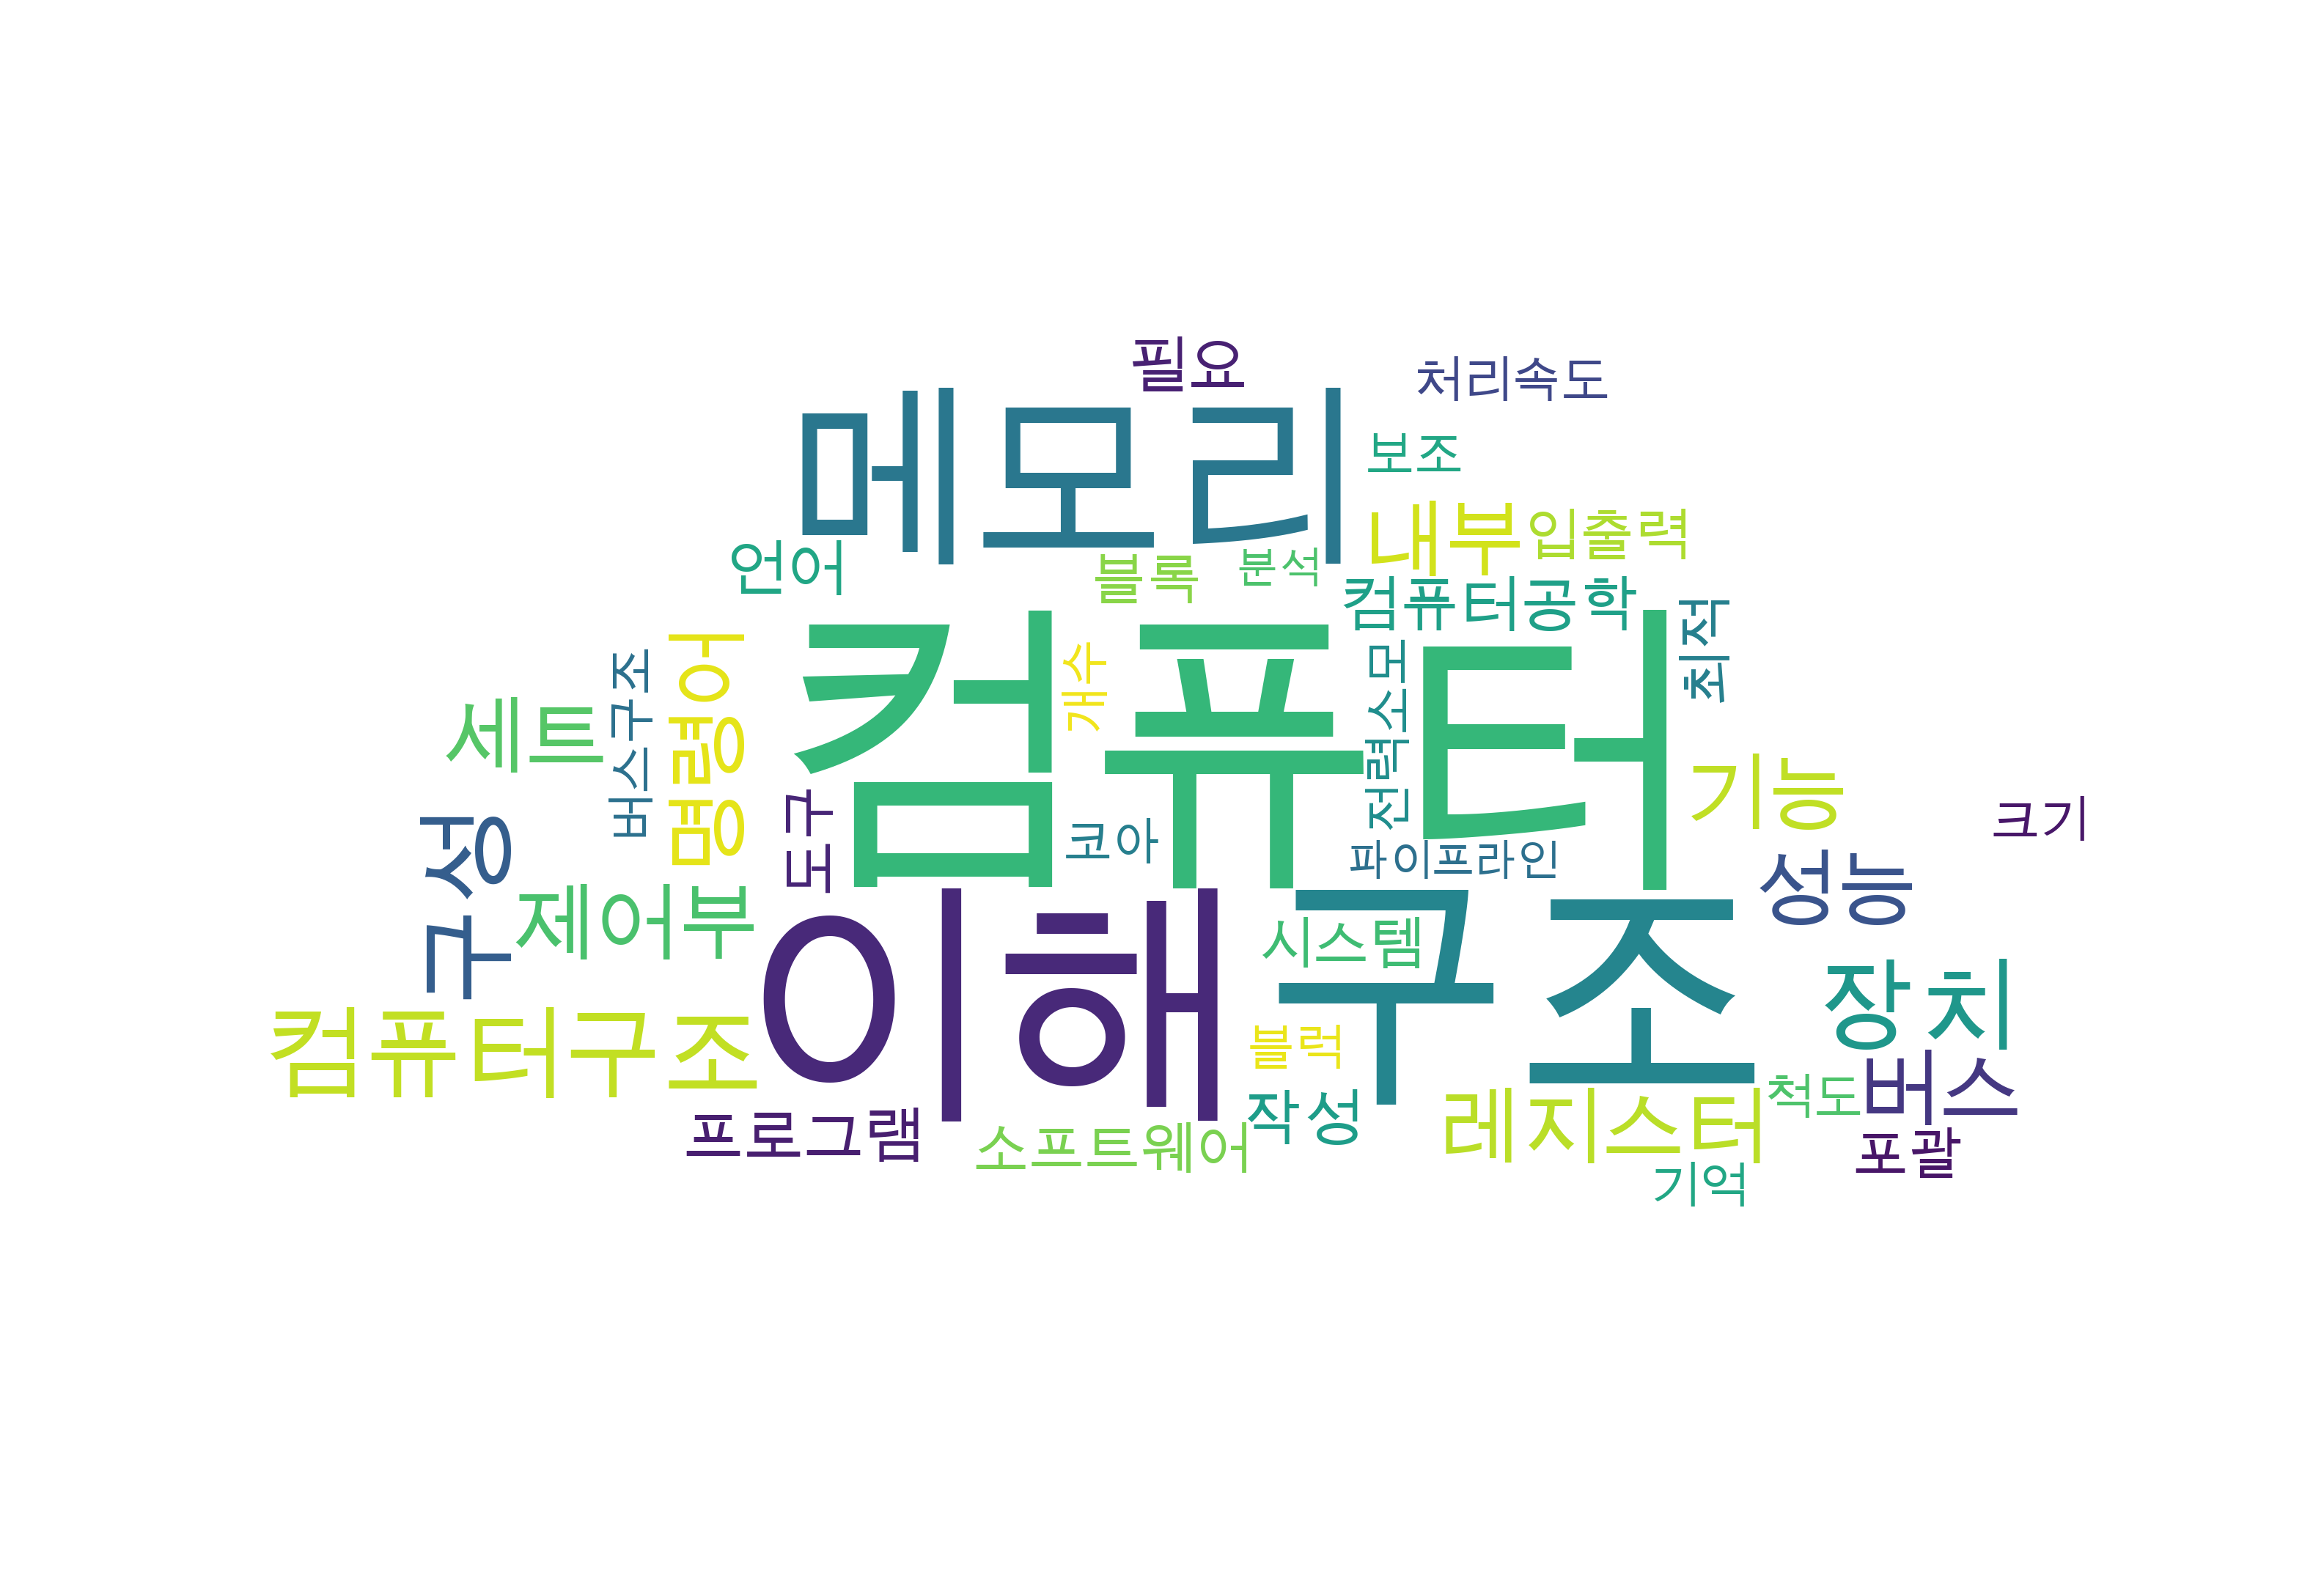 필요
처리속도
메모리
보조
내부
입출력
언어
블록
분석
컴퓨터공학
최적
컴퓨터
개수
전력소모
버스구조
명령어
세트
기능
크기
도구
코아
파이프라인
구성
성능
제어부
이해
구조
시스템
장치
컴퓨터구조
블럭
버스
척도
작성
레지스터
프로그램
소프트웨어
포괄
기억